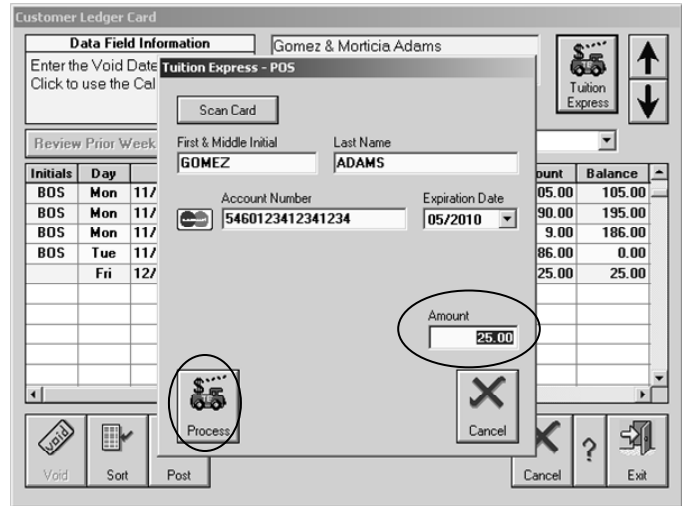 Customer Ledger Card
Data Field Information
Gomez & Morticia Adams
Enter the Void Date
Click to use the Cal
Tuition Express
Tuition Express - POS
Scan Card
First & Middle Initial Last Name
GOMEZ ADAMS
Account Number Expiration Date
5460123412341234 05/2010
Amount
25.00
Process Cancel
Review Prior Week
Initials Day ount Balance
BOS Mon 11/ 05.00 105.00
BOS Mon 11/ 90.00 195.00
BOS Mon 11/ 9.00 186.00
BOS Tue 11/ 86.00 0.00
Fri 12/ 25.00 25.00
Void Sort Post Cancel ? Exit